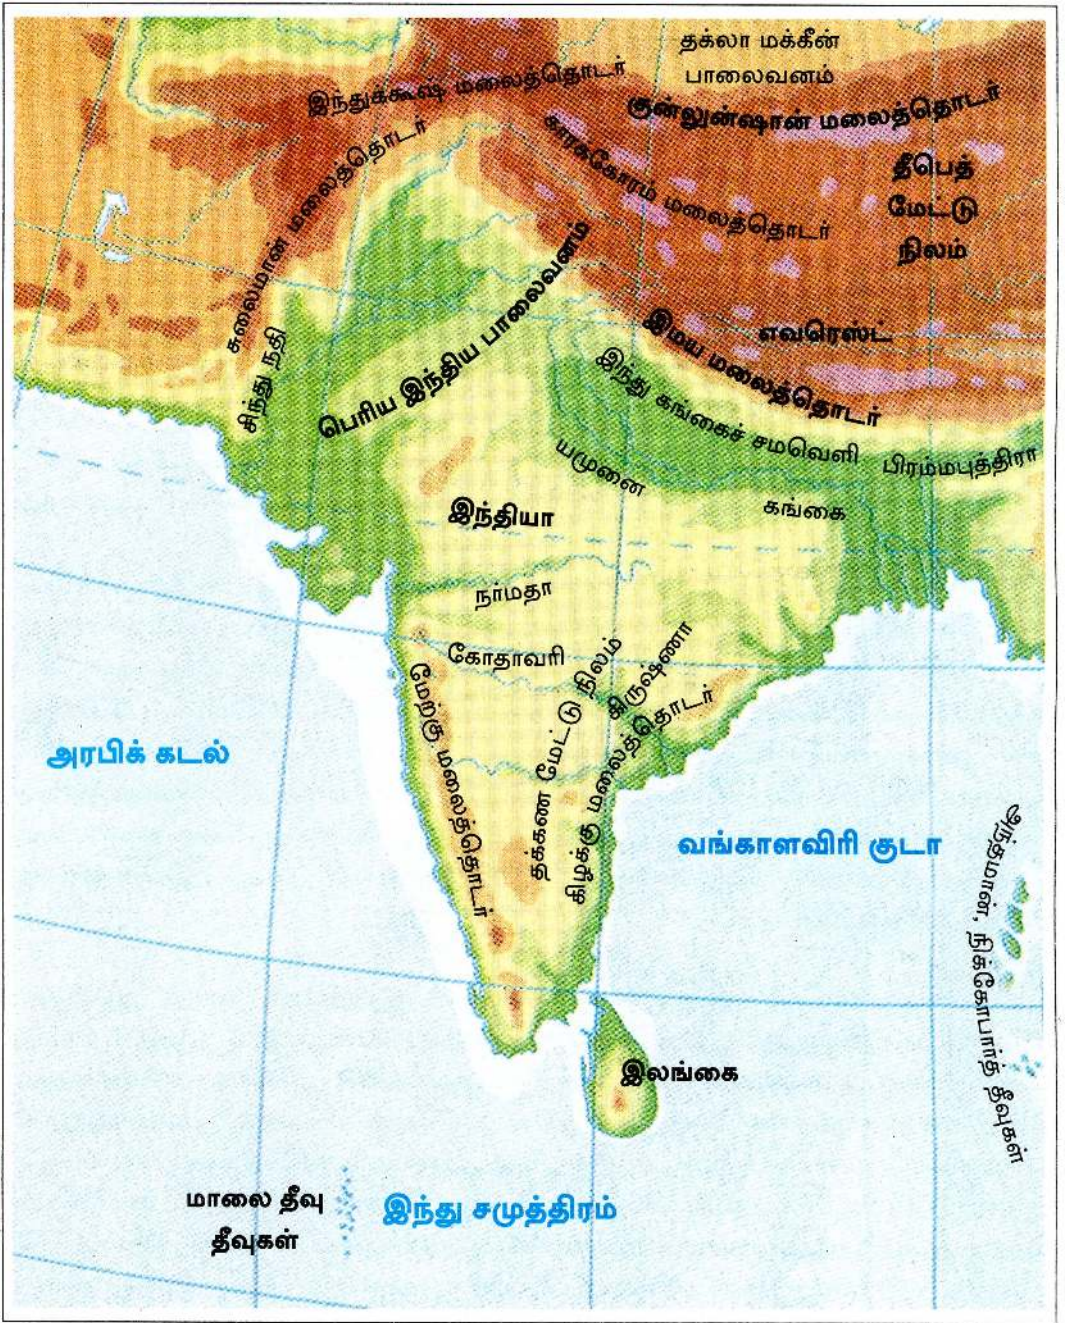 தக்லா மக்கீன்
பாலைவனம்
இந்துக்கூஷ் மலைத்தொடர்
குன்லுன்ஷான் மலைத்தொடர்
சுலைமான் மலைத்தொடர்
காரக்கோரம் மலைத்தொடர்
தீபெத்
மேட்டு
நிலம்
பெரிய இந்திய பாலைவனம்
சிந்து நதி
எவரெஸ்ட்
இமய மலைத்தொடர்
இந்து கங்கைச் சமவெளி
பிரம்மபுத்திரா
யமுனை
கங்கை
இந்தியா
நர்மதா
கோதாவரி
கிருஷ்ணா
மேற்கு மலைத்தொடர்
தக்கண மேட்டு நிலம்
கிழக்கு மலைத்தொடர்
அரபிக் கடல்
வங்காளவிரி குடா
அந்தமான், நிக்கோபார்த் தீவுகள்
இலங்கை
மாலை தீவு
தீவுகள்
இந்து சமுத்திரம்